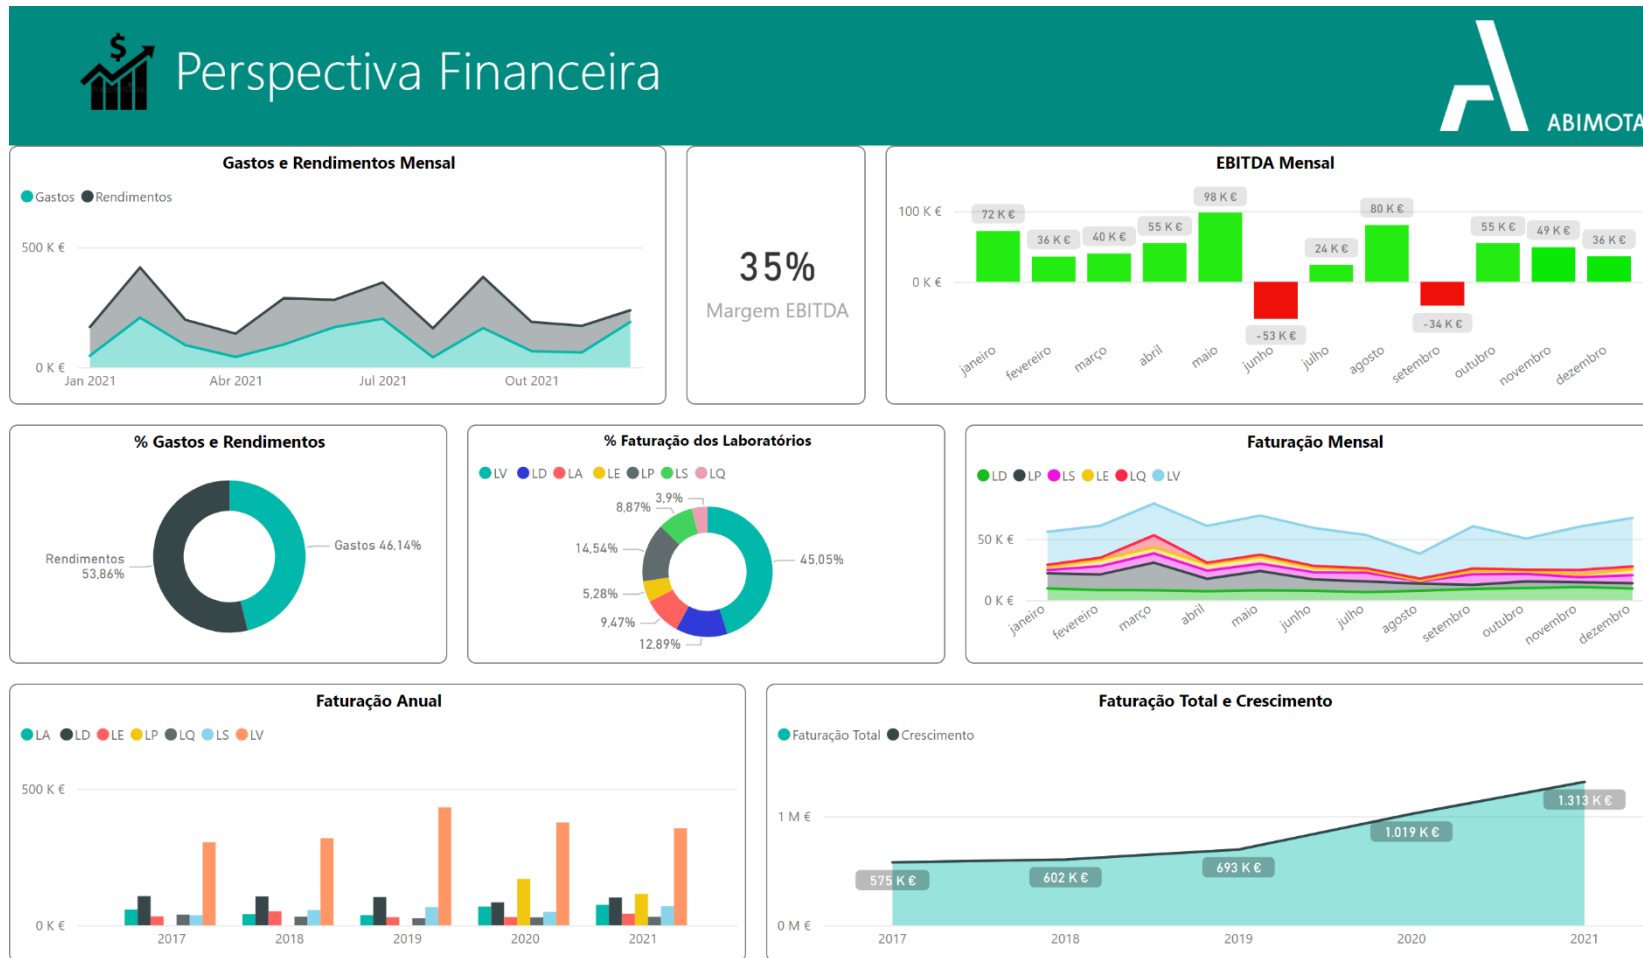 $
Perspectiva Financeira
ABIMOTA
Gastos e Rendimentos Mensal
Gastos Rendimentos
500 K €
0 K €
Jan 2021 Abr 2021 Jul 2021 Out 2021
35%
Margem EBITDA
EBITDA Mensal
100 K €
0 K €
72 K €
36 K €
40 K €
55 K €
98 K €
-53 K €
24 K €
80 K €
-34 K €
55 K €
49 K €
36 K €
janeiro fevereiro março abril maio junho julho agosto setembro outubro novembro dezembro
% Gastos e Rendimentos
Rendimentos
53,86%
Gastos 46,14%
% Faturação dos Laboratórios
LV LD LA LE LP LS LQ
3,9%
8,87%
14,54%
45,05%
5,28%
9,47%
12,89%
Faturação Mensal
LD LP LS LE LQ LV
50 K €
0 K €
janeiro fevereiro março abril maio junho julho agosto setembro outubro novembro dezembro
Faturação Anual
LA LD LE LP LQ LS LV
500 K €
0 K €
2017 2018 2019 2020 2021
Faturação Total e Crescimento
Faturação Total Crescimento
1 M €
0 M €
575 K €
602 K €
693 K €
1.019 K €
1.313 K €
2017 2018 2019 2020 2021